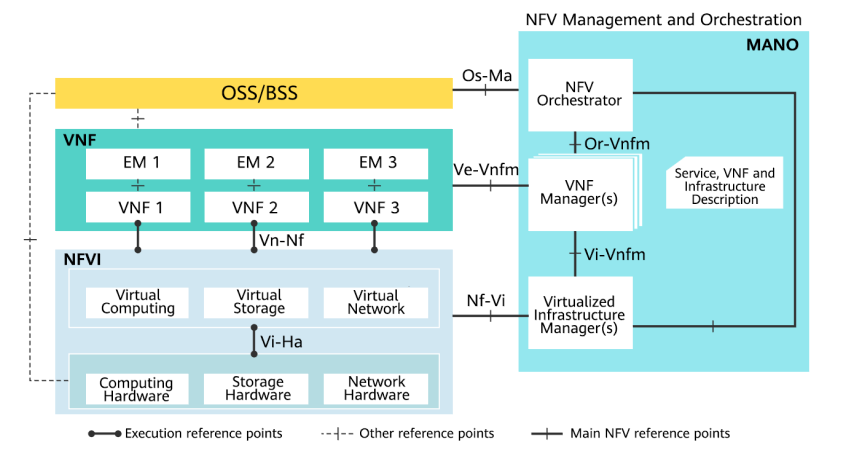 NFV Management and Orchestration
MANO
OSS/BSS
Os-Ma
NFV
Orchestrator
Or-Vnfm
VNF
EM 1
EM 2
EM 3
VNF 1
VNF 2
VNF 3
Ve-Vnfm
VNF
Manager(s)
Service, VNF and
Infrastructure
Description
Vn-Nf
Vi-Vnfm
NFVI
Virtual
Computing
Virtual
Storage
Virtual
Network
Nf-Vi
Virtualized
Infrastructure
Manager(s)
Vi-Ha
Computing
Hardware
Storage
Hardware
Network
Hardware
Execution reference points
Other reference points
Main NFV reference points